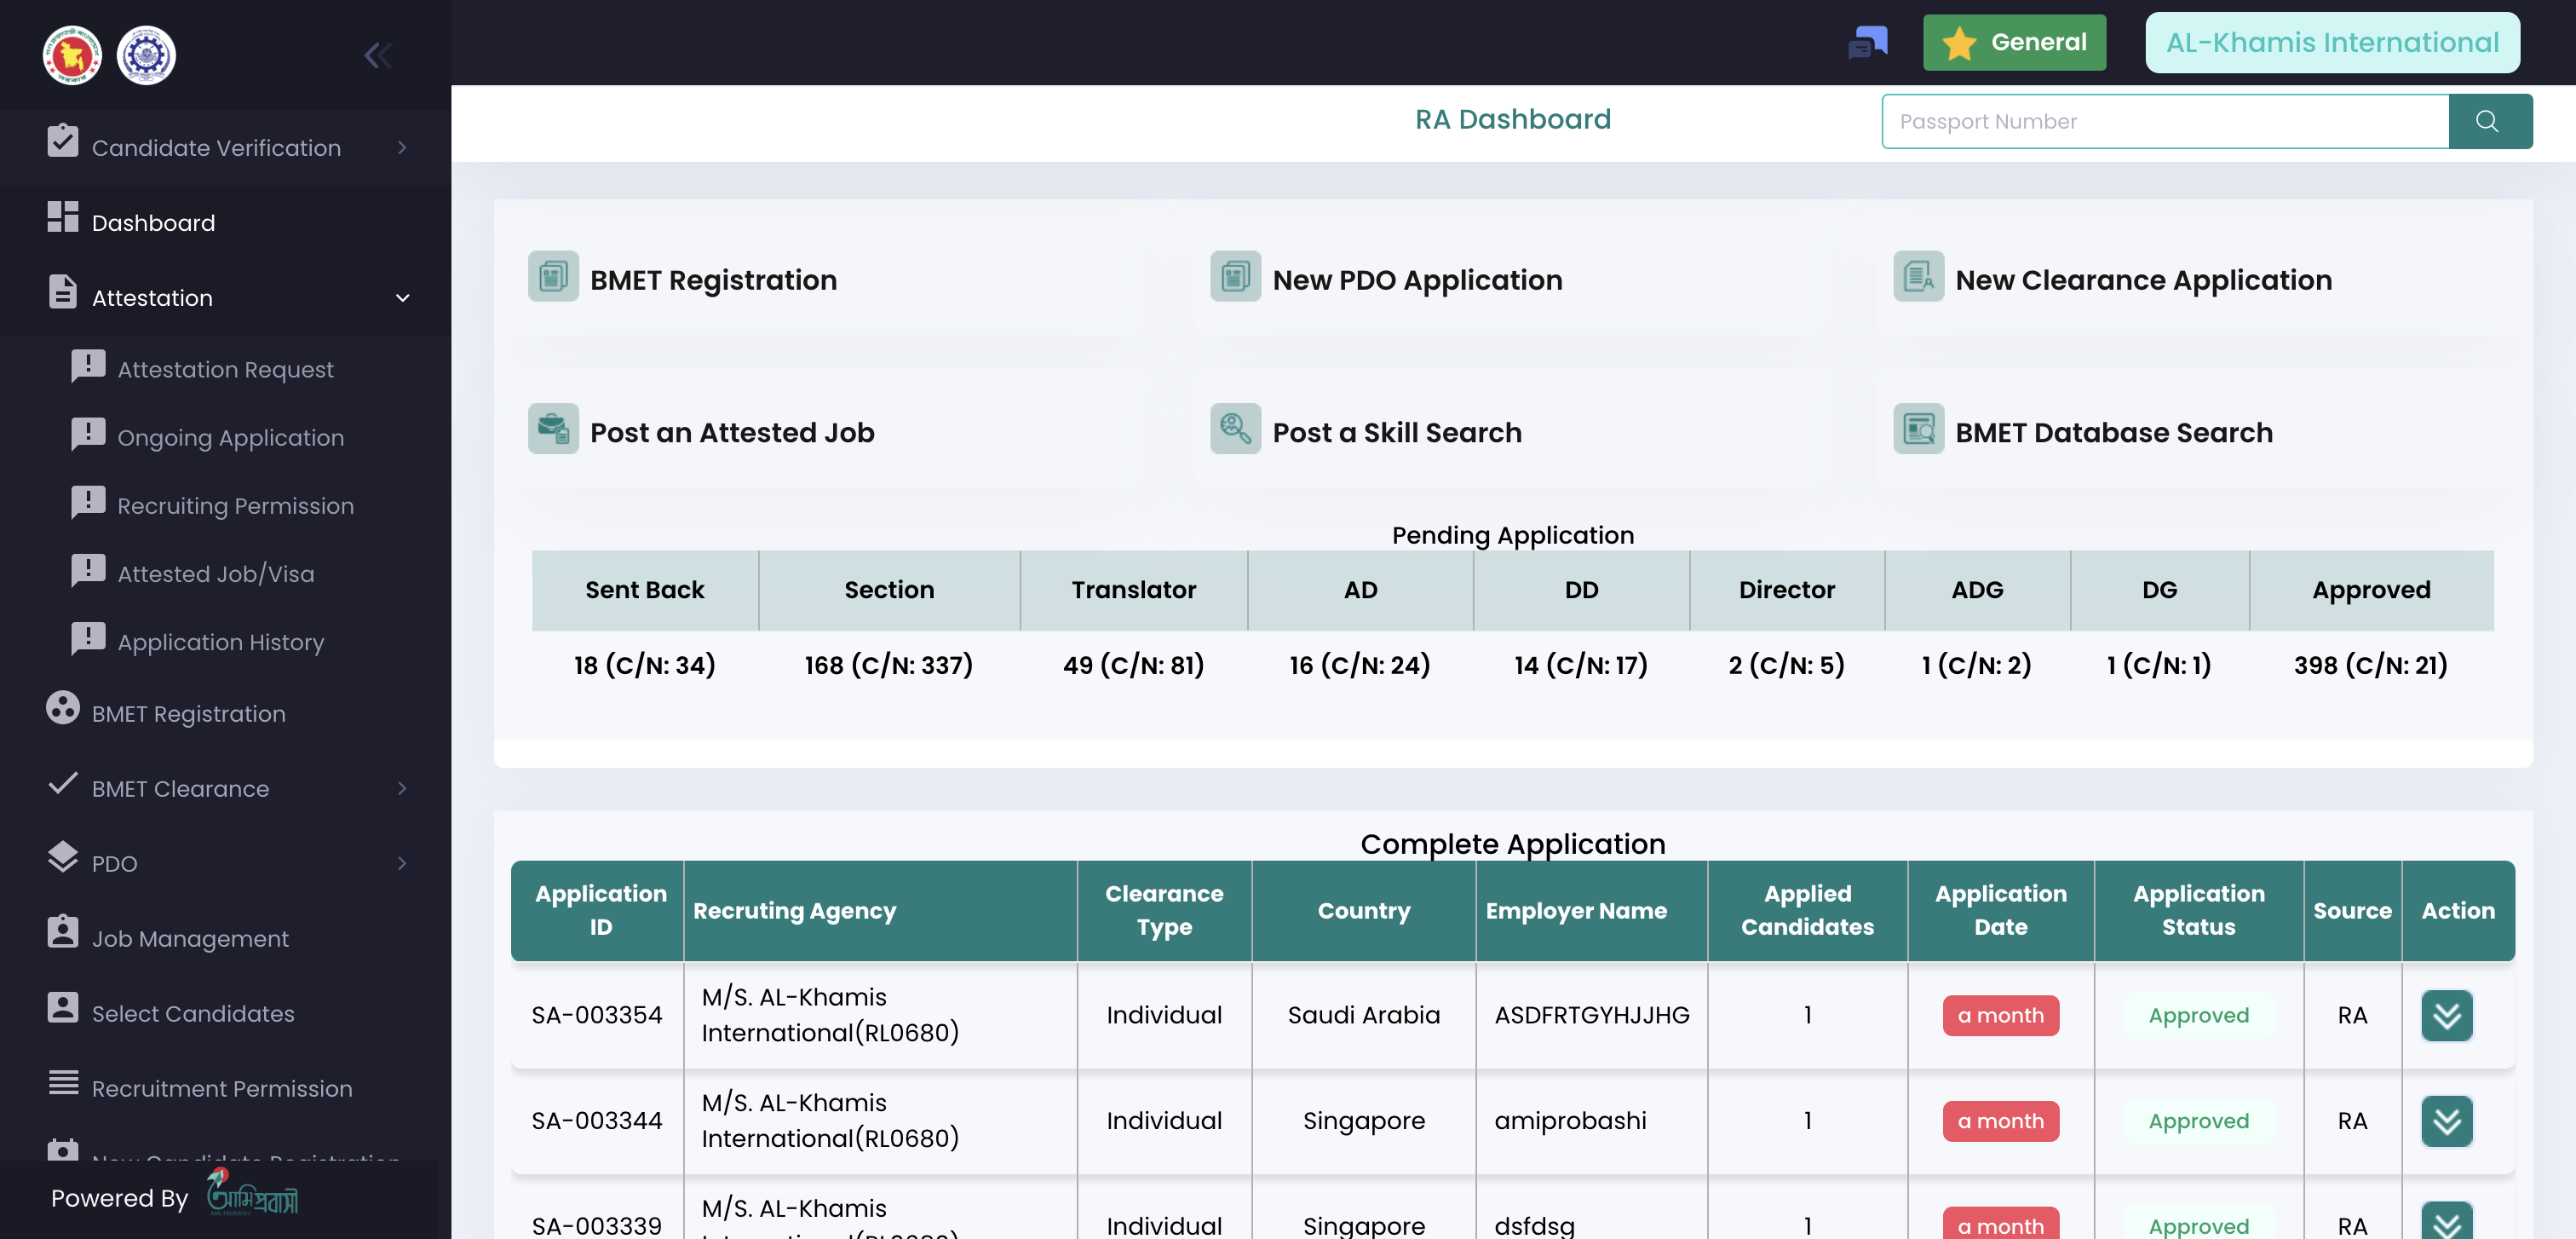 General
AL-Khamis International
RA Dashboard
Passport Number
Candidate Verification
Dashboard
Attestation
Attestation Request
Ongoing Application
Recruiting Permission
Attested Job/Visa
Application History
BMET Registration
BMET Clearance
PDO
Job Management
Select Candidates
Recruitment Permission
New Candidate Registration
Powered By
আমি প্রবাসী
BMET Registration
New PDO Application
New Clearance Application
Post an Attested Job
Post a Skill Search
BMET Database Search
Pending Application
Sent Back Section Translator AD DD Director ADG DG Approved
18 (C/N: 34) 168 (C/N: 337) 49 (C/N: 81) 16 (C/N: 24) 14 (C/N: 17) 2 (C/N: 5) 1 (C/N: 2) 1 (C/N: 1) 398 (C/N: 21)
Complete Application
Application ID Recruting Agency Clearance Type Country Employer Name Applied Candidates Application Date Application Status Source Action
SA-003354 M/S. AL-Khamis International(RL0680) Individual Saudi Arabia ASDFRTGYHJJHG 1 a month Approved RA
SA-003344 M/S. AL-Khamis International(RL0680) Individual Singapore amiprobashi 1 a month Approved RA
SA-003339 M/S. AL-Khamis International(RL0680) Individual Singapore dsfdsg 1 a month Approved RA